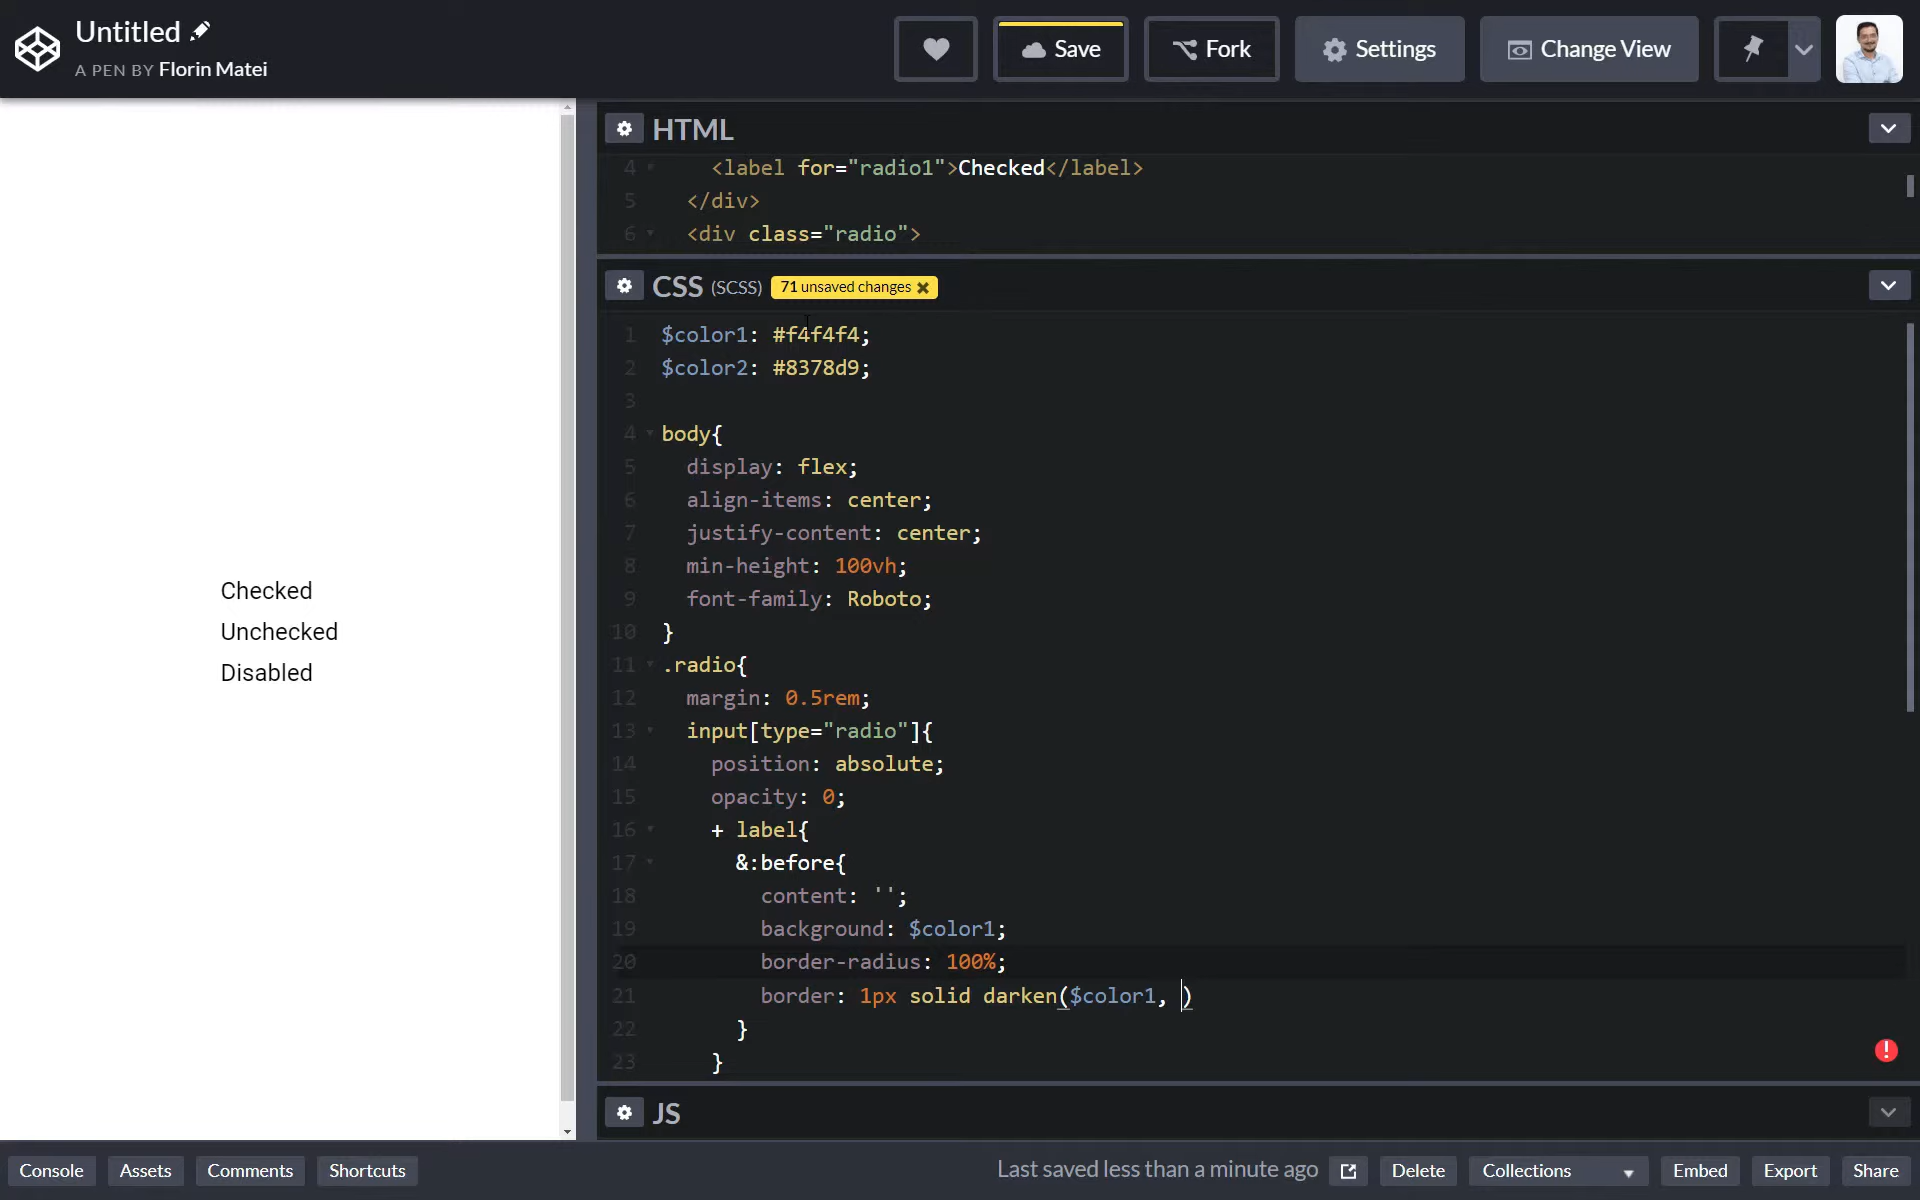 Untitled
A PEN BY Florin Matei
Save
Fork
Settings
Change View
HTML
4 <label for="radio1">Checked</label>
5 </div>
6 <div class="radio">
CSS (SCSS) 71 unsaved changes ×
1 $color1: #f4f4f4;
2 $color2: #8378d9;
3
4 body{
5 display: flex;
6 align-items: center;
7 justify-content: center;
8 min-height: 100vh;
9 font-family: Roboto;
10 }
11 .radio{
12 margin: 0.5rem;
13 input[type="radio"]{
14 position: absolute;
15 opacity: 0;
16 + label{
17 &:before{
18 content: '';
19 background: $color1;
20 border-radius: 100%;
21 border: 1px solid darken($color1, )
22 }
23 }
Checked
Unchecked
Disabled
JS
Console
Assets
Comments
Shortcuts
Last saved less than a minute ago
Delete
Collections
Embed
Export
Share